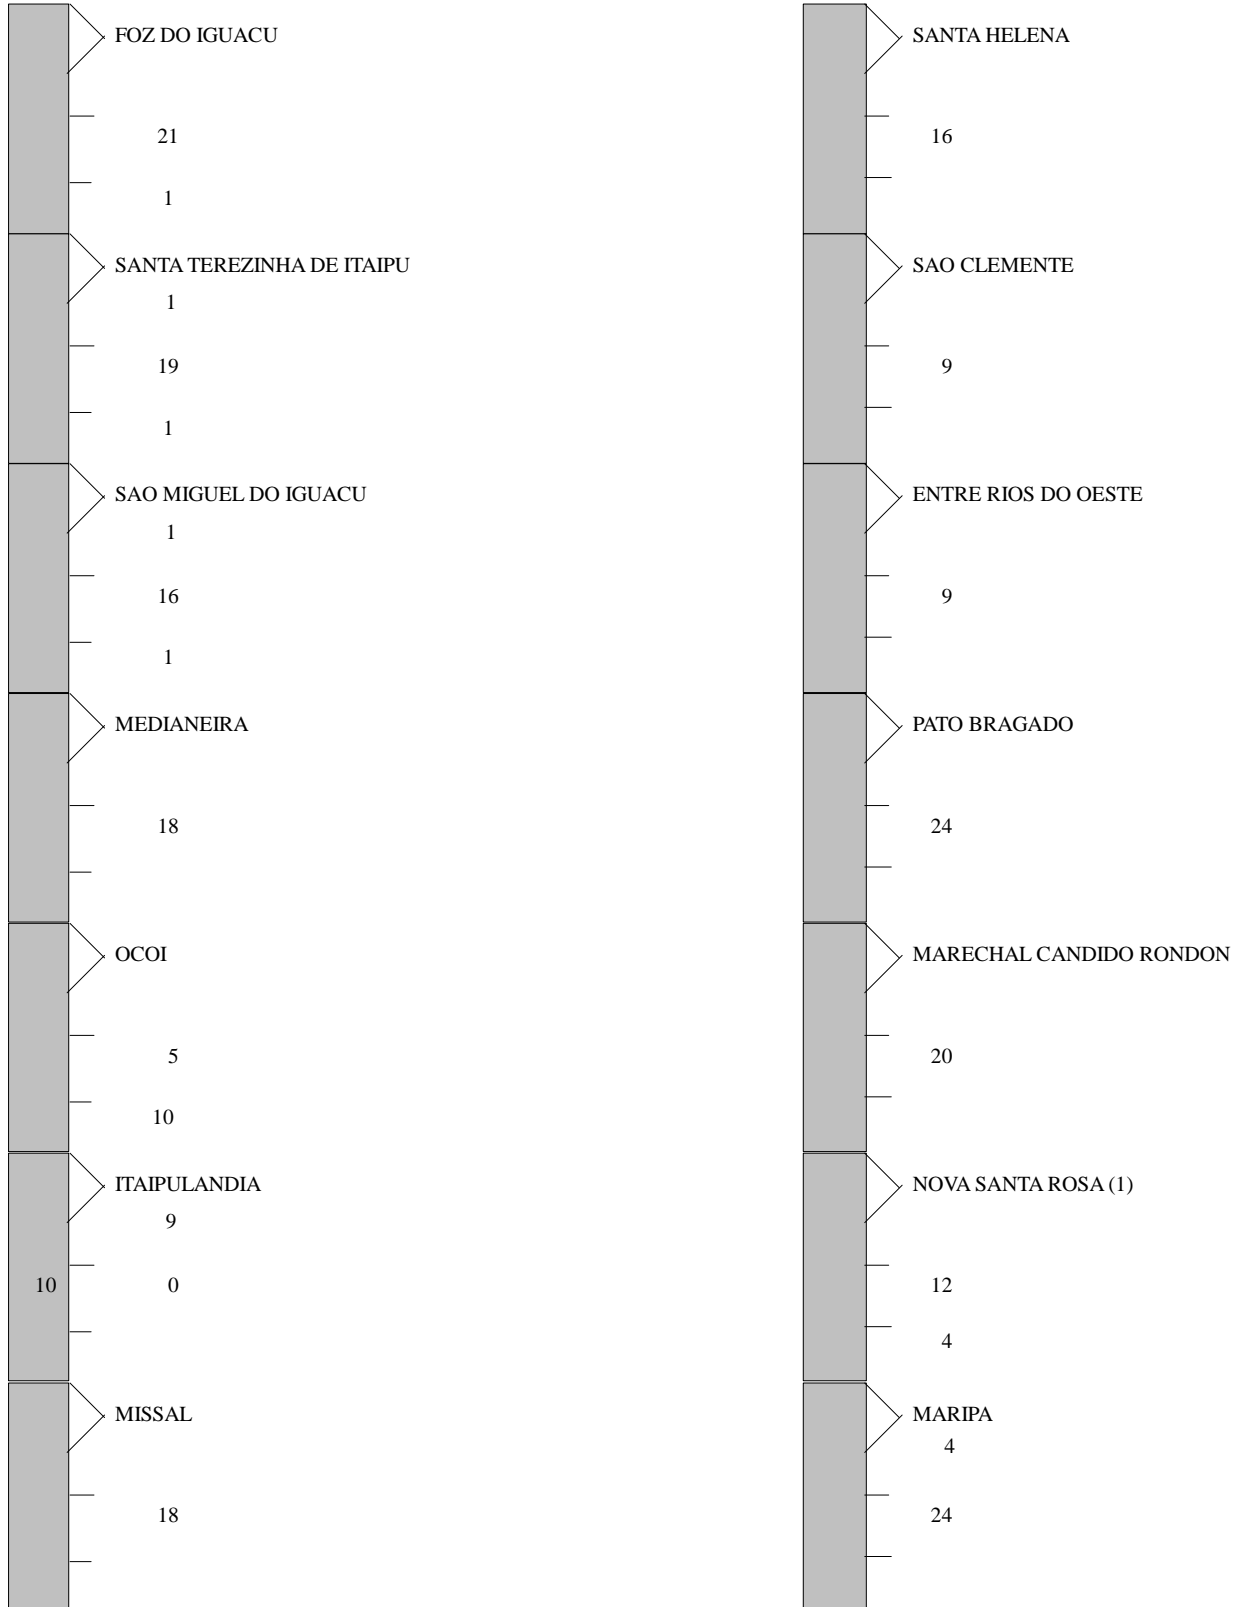 FOZ DO IGUACU
21
1
SANTA TEREZINHA DE ITAIPU
1
19
1
SAO MIGUEL DO IGUACU
1
16
1
MEDIANEIRA
18
OCOI
5
10
ITAIPULANDIA
9
10 0
MISSAL
18
SANTA HELENA
16
SAO CLEMENTE
9
ENTRE RIOS DO OESTE
9
PATO BRAGADO
24
MARECHAL CANDIDO RONDON
20
NOVA SANTA ROSA (1)
12
4
MARIPA
4
24